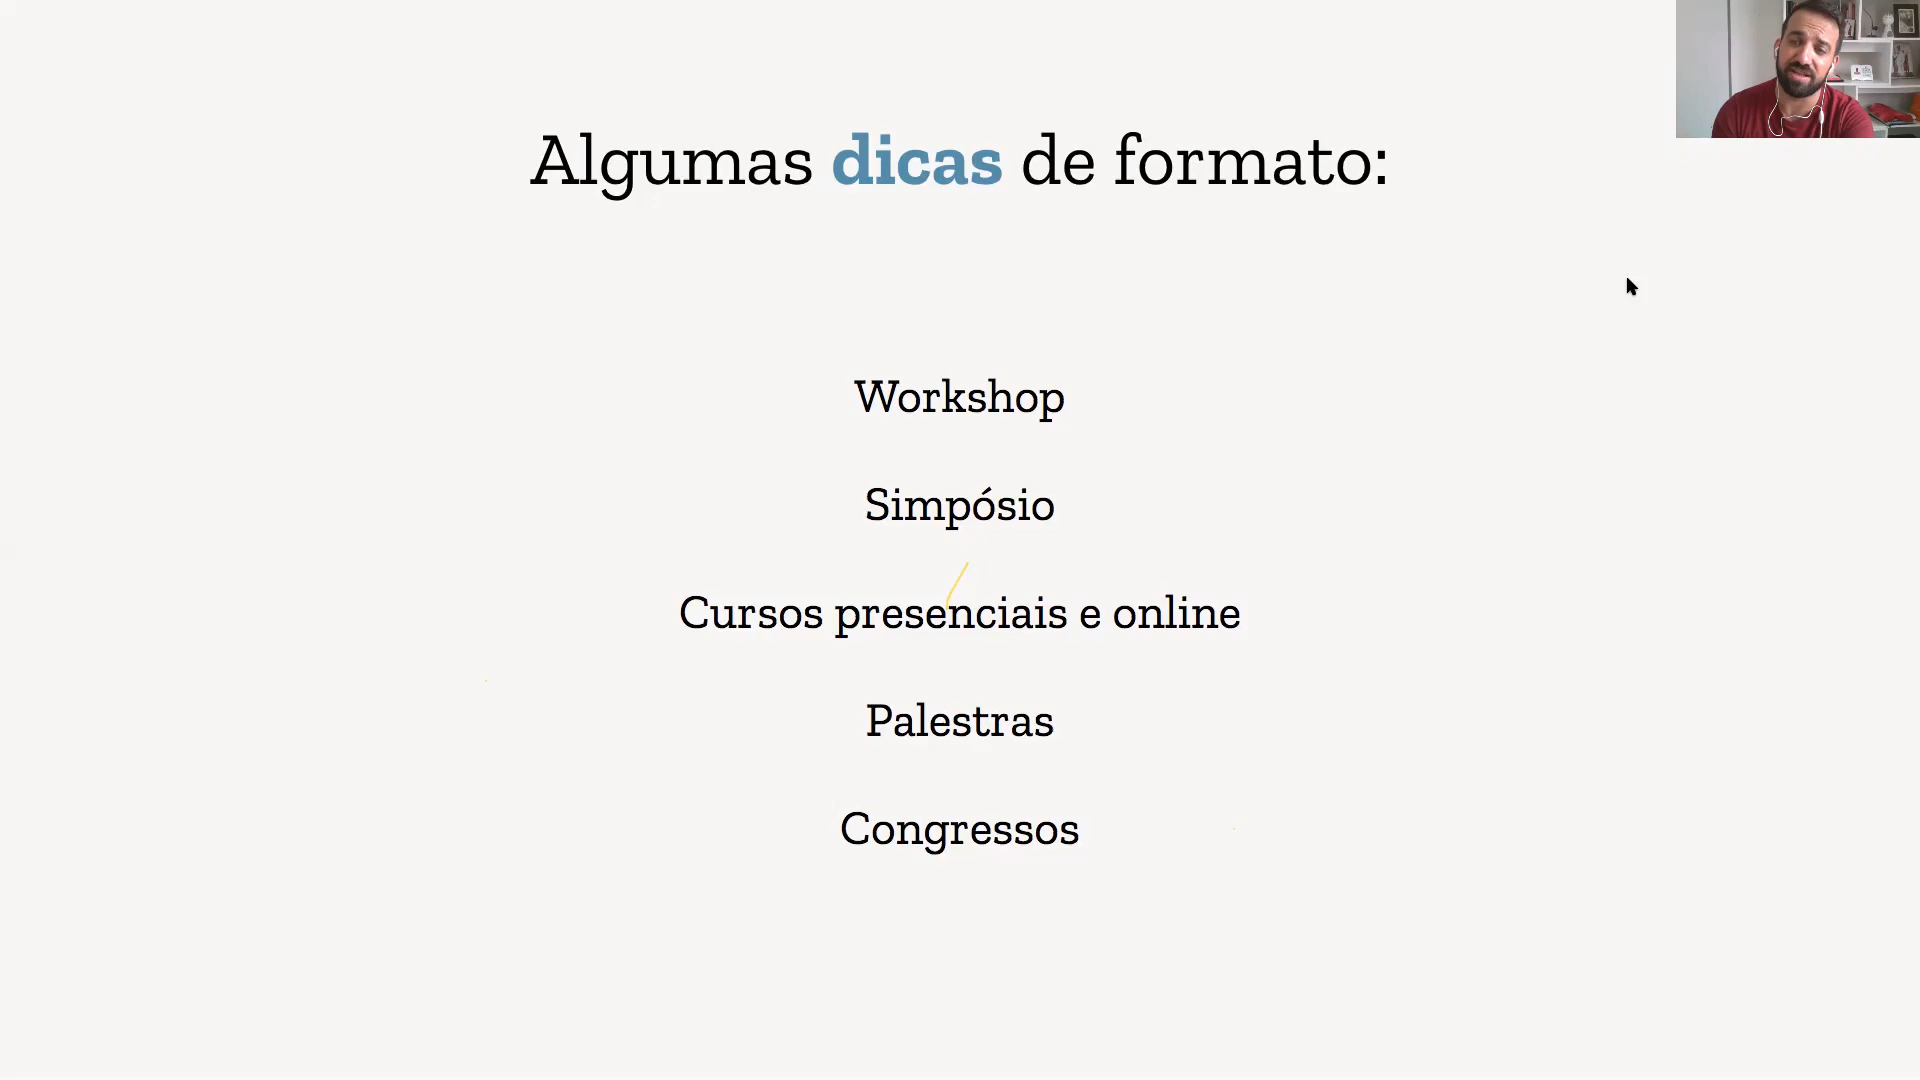 Algumas dicas de formato:
Workshop
Simpósio
Cursos presenciais e online
Palestras
Congressos